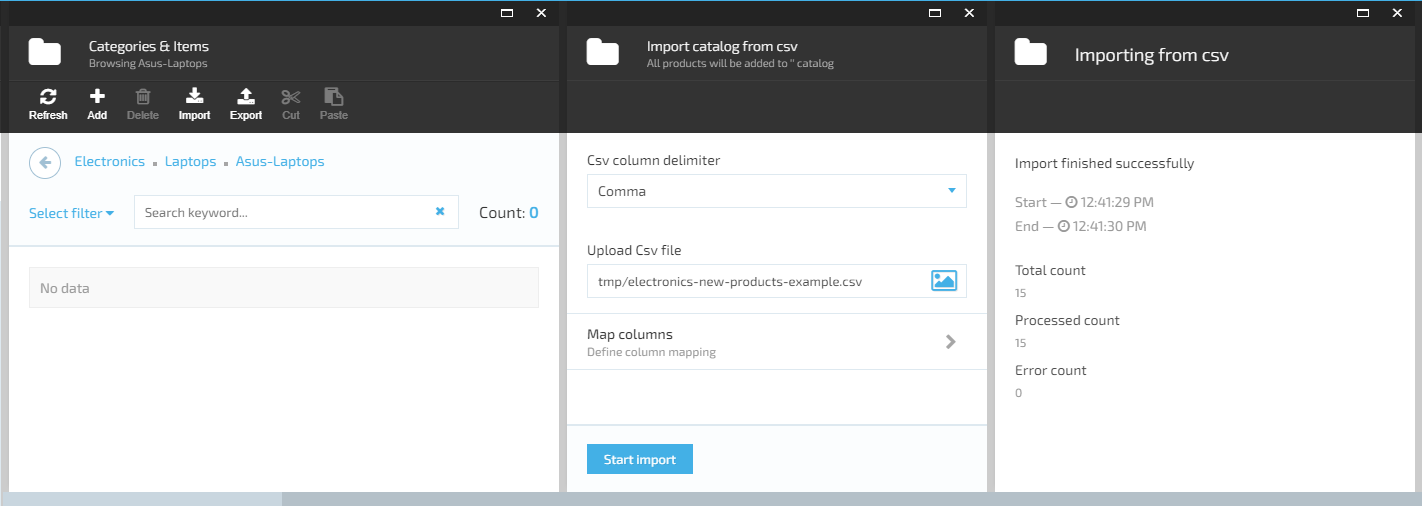 Categories & Items
Browsing Asus-Laptops
Refresh Add Delete Import Export Cut Paste
Electronics Laptops Asus-Laptops
Select filter Search keyword... Count: 0
No data
Import catalog from csv
All products will be added to '' catalog
Csv column delimiter
Comma
Upload Csv file
tmp/electronics-new-products-example.csv
Map columns
Define column mapping
Start import
Importing from csv
Import finished successfully
Start — 12:41:29 PM
End — 12:41:30 PM
Total count
15
Processed count
15
Error count
0